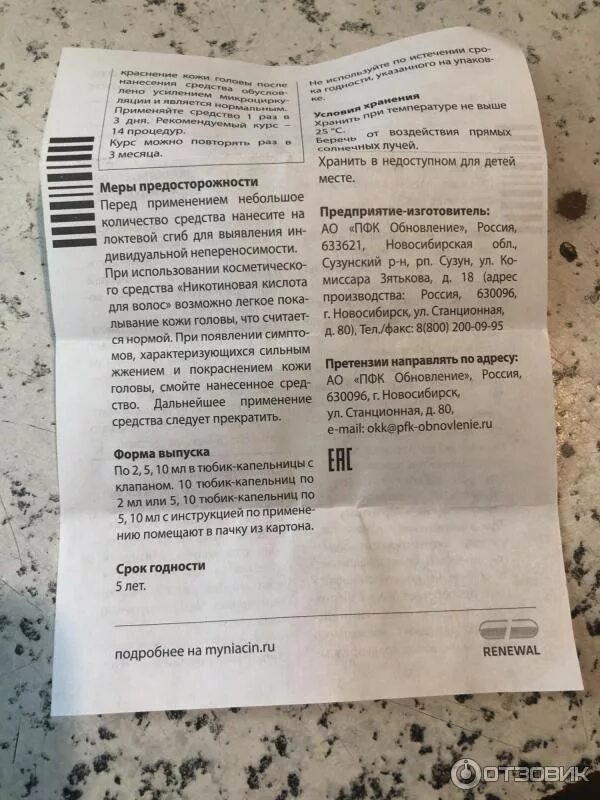 краснение кожи головы после
нанесения средства обуслов-
лено усилением микроцирку-
ляции и является нормальным.
Применяйте средство 1 раз в
3 дня. Рекомендуемый курс –
14 процедур.
Курс можно повторять раз в
3 месяца.
Меры предосторожности
Перед применением небольшое
количество средства нанесите на
локтевой сгиб для выявления ин-
дивидуальной непереносимости.
При использовании косметическо-
го средства «Никотиновая кислота
для волос» возможно легкое пока-
лывание кожи головы, что считает-
ся нормой. При появлении симпто-
мов, характеризующихся сильным
жжением и покраснением кожи
головы, смойте нанесенное сред-
ство. Дальнейшее применение
средства следует прекратить.
Форма выпуска
По 2, 5, 10 мл в тюбик-капельницы с
клапаном. 10 тюбик-капельниц по
2 мл или 5, 10 тюбик-капельниц по
5, 10 мл с инструкцией по примене-
нию помещают в пачку из картона.
Срок годности
5 лет.
Не используйте по истечении сро-
ка годности, указанного на упаков-
ке.
Условия хранения
Хранить при температуре не выше
25 °C.
Беречь от воздействия прямых
солнечных лучей.
Хранить в недоступном для детей
месте.
Предприятие-изготовитель:
АО «ПФК Обновление», Россия,
633621, Новосибирская обл.,
Сузунский р-н, рп. Сузун, ул. Ко-
миссара Зятькова, д. 18 (адрес
производства: Россия, 630096,
г. Новосибирск, ул. Станционная,
д. 80), Тел./факс: 8(800) 200-09-95
Претензии направлять по адресу:
АО «ПФК Обновление», Россия,
630096, г. Новосибирск,
ул. Станционная, д. 80,
e-mail: okk@pfk-obnovlenie.ru
EAC
подробнее на myniacin.ru
RENEWAL
ОТЗОВИК